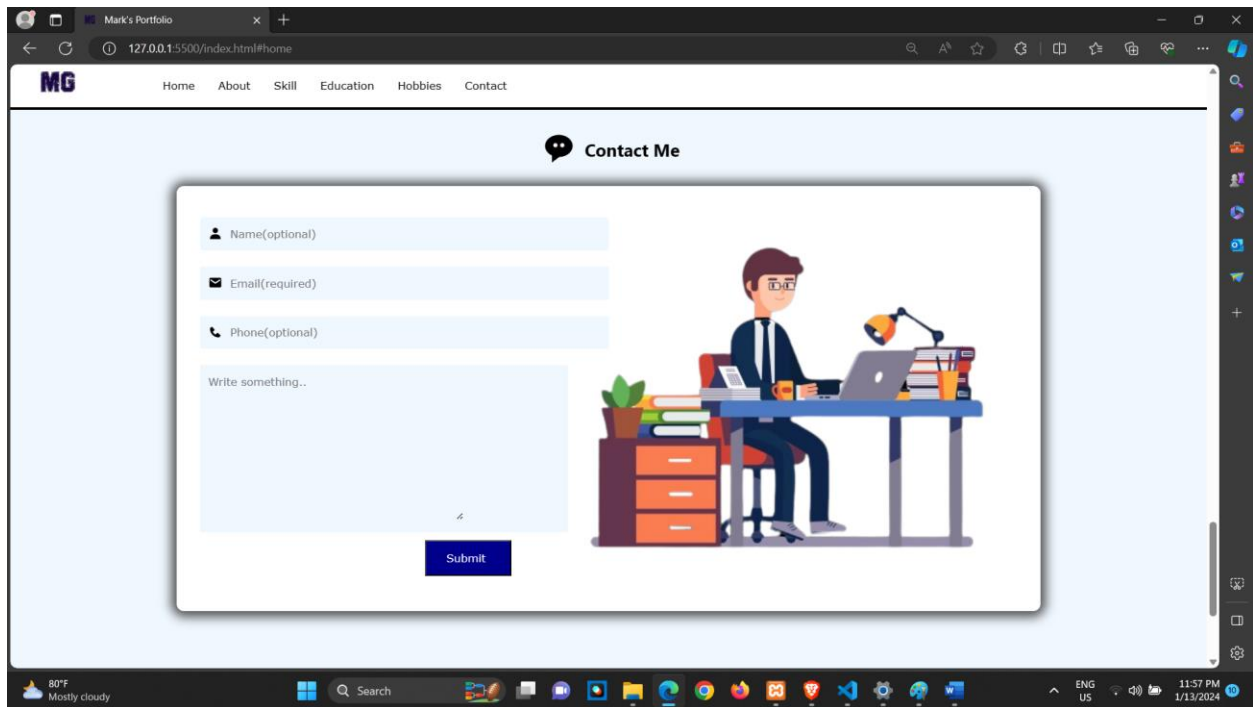 Mark's Portfolio
127.0.0.1:5500/index.html#home
MG
Home About Skill Education Hobbies Contact
Contact Me
Name(optional)
Email(required)
Phone(optional)
Write something..
Submit
80°F
Mostly cloudy
Search
ENG
US
11:57 PM
1/13/2024
10